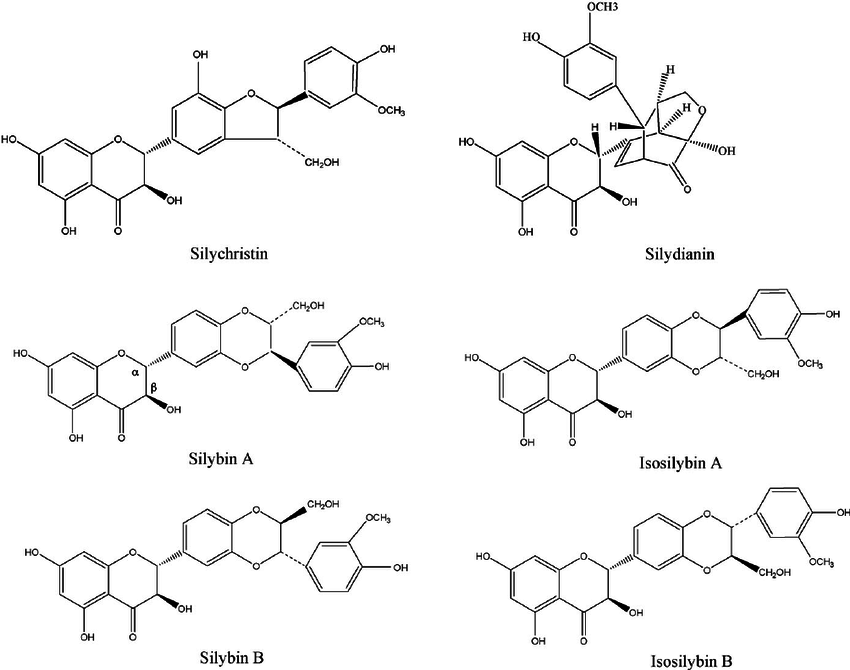 OCH3
HO
OH
OH
OH
O
OCH3
H
H
O
HO
O
CH2OH
H
H
HO
O
OH
OH
O
OH
OH
O
OH
OH
O
Silychristin
Silydianin
CH2OH
O
OCH3
O
OH
OH
O
OCH3
HO
O
α
O
HO
O
O
CH2OH
β
OH
OH
OH
O
OH
O
Silybin A
Isosilybin A
CH2OH
O
OCH3
O
OH
HO
O
O
OH
HO
O
O
OCH3
CH2OH
OH
OH
OH
O
OH
O
Silybin B
Isosilybin B